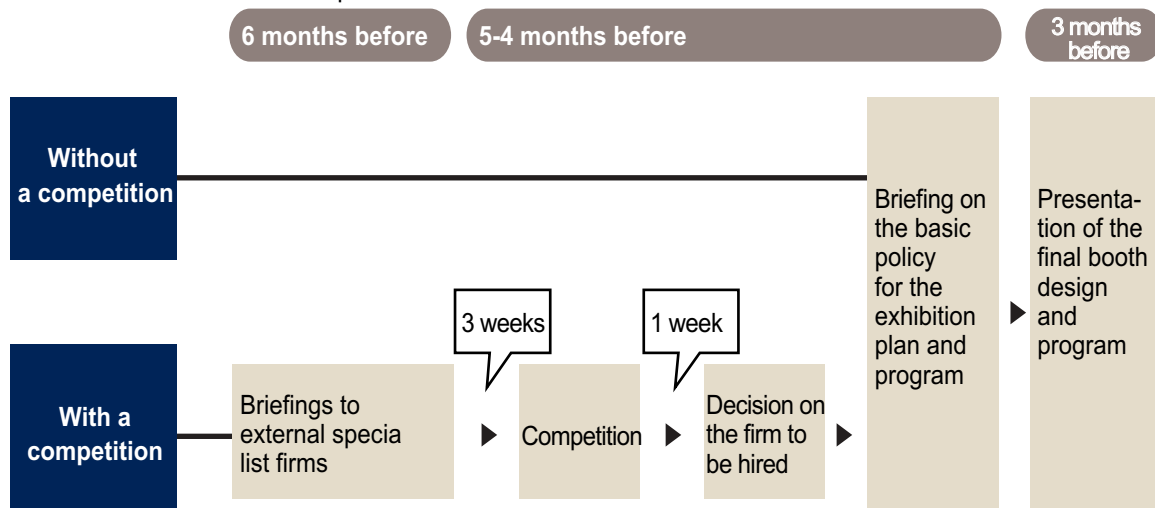 6 months before
5-4 months before
3 months
before
Without
a competition
Briefing on
the basic
policy
for the
exhibition
plan and
program
Presenta-
tion of the
final booth
design
and
program
3 weeks
1 week
With a
competition
Briefings to
external specia
list firms
Competition
Decision on
the firm to
be hired